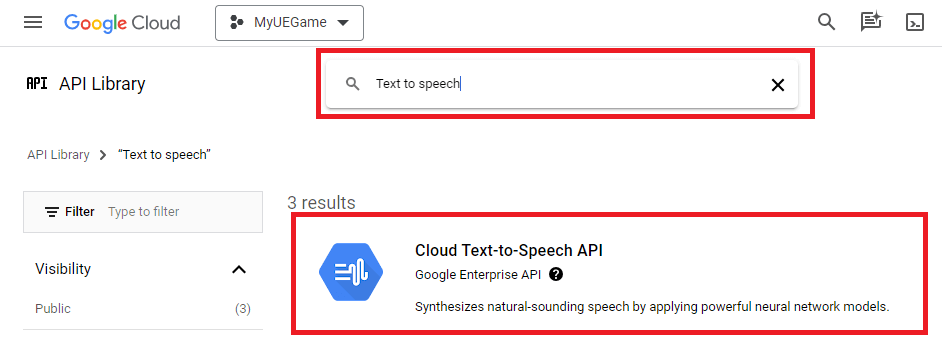 Google Cloud MyUEGame
API API Library
Text to speech
API Library > “Text to speech”
Filter Type to filter
3 results
Cloud Text-to-Speech API
Google Enterprise API ?
Synthesizes natural-sounding speech by applying powerful neural network models.
Visibility
Public (3)